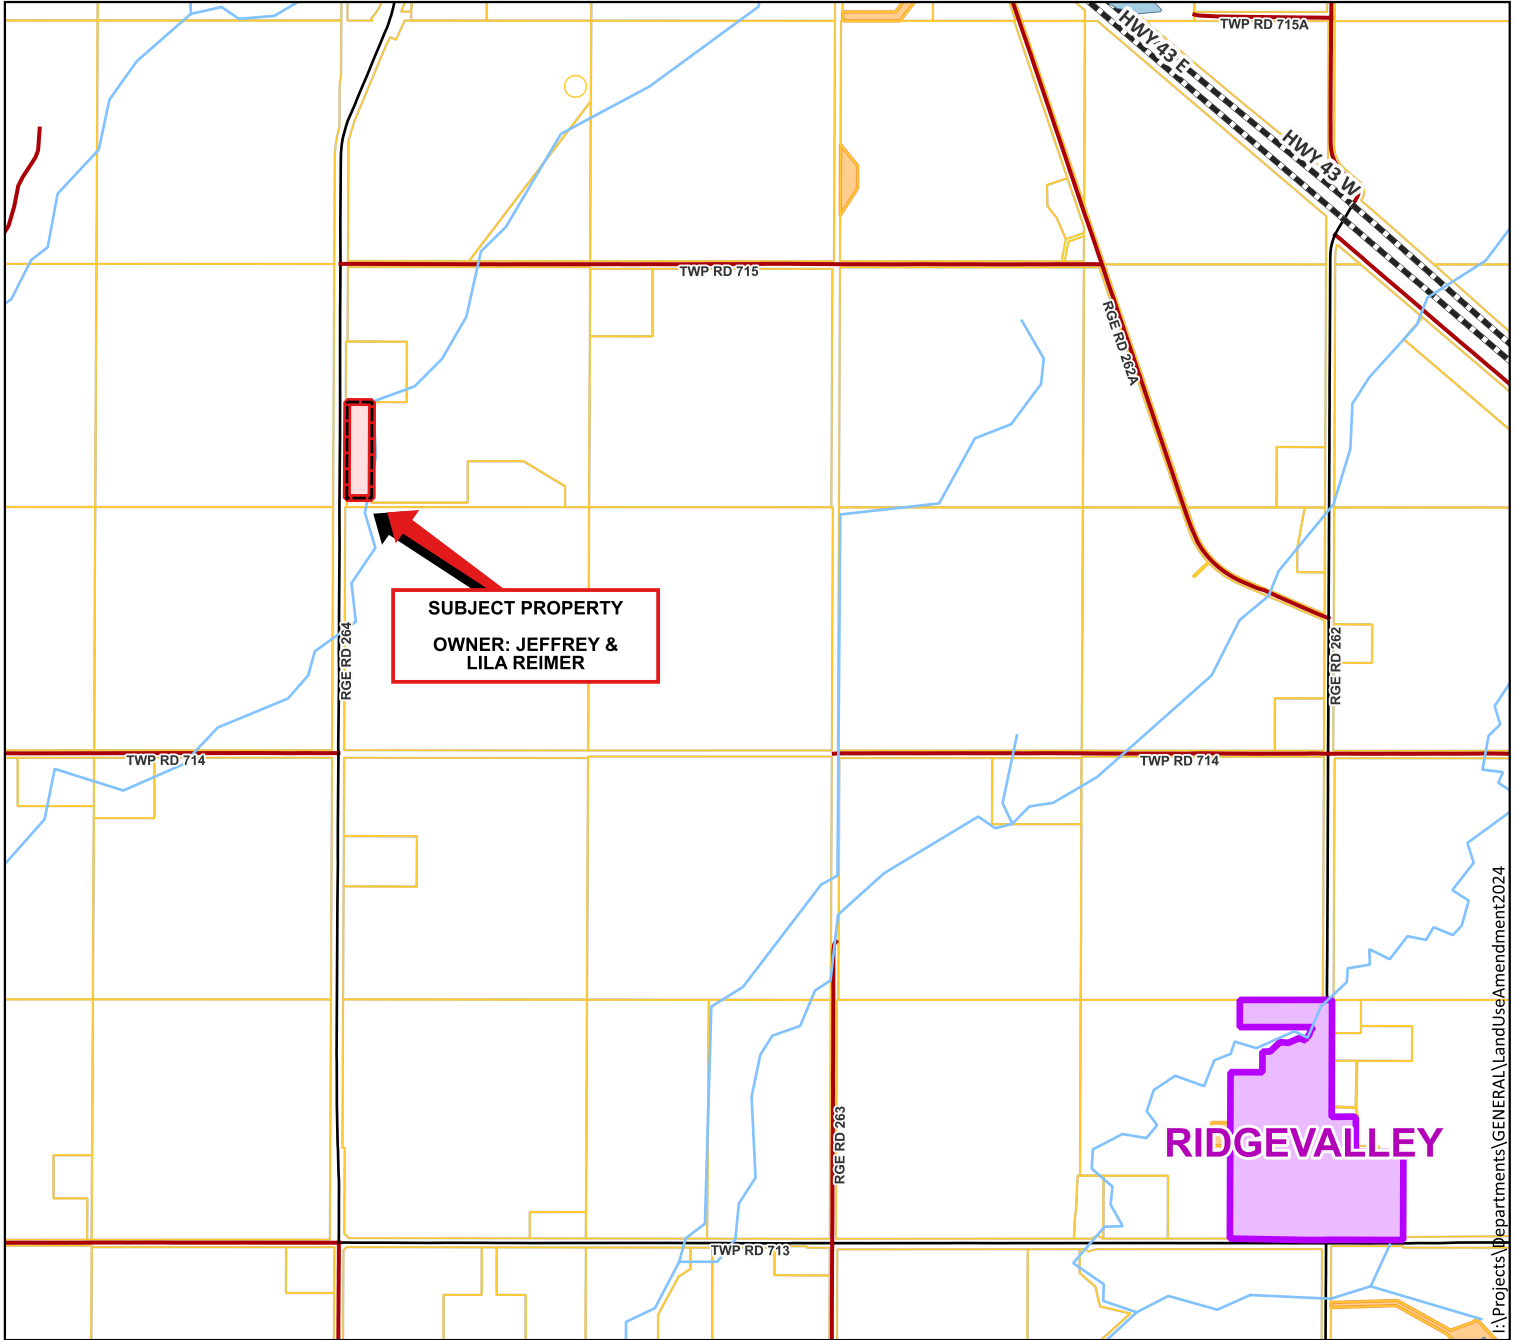 TWP RD 715A
HWY 43 E
HWY 43 W
TWP RD 715
RGE RD 262A
SUBJECT PROPERTY
OWNER: JEFFREY &
LILA REIMER
RGE RD 264
RGE RD 262
TWP RD 714
TWP RD 714
I:\Projects\Departments\GENERAL\LandUseAmendment2024
RGE RD 263
RIDGEVALLEY
TWP RD 713